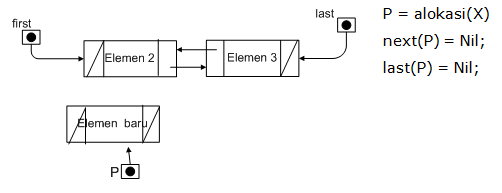 first
last
Elemen 2
Elemen 3
P = alokasi(X)
next(P) = Nil;
last(P) = Nil;
Elemen baru
P